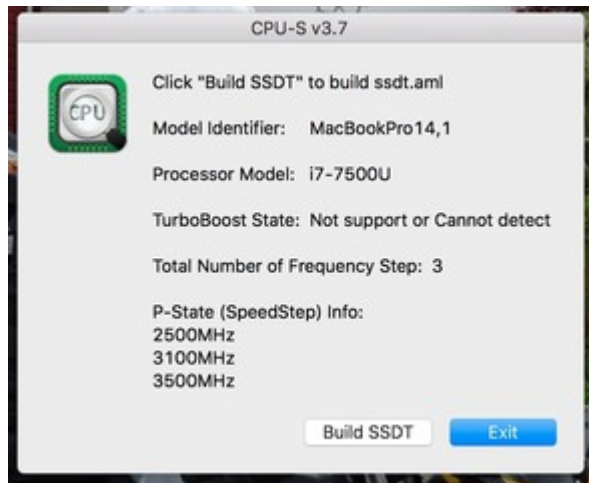 CPU-S v3.7
CPU
Click "Build SSDT" to build ssdt.aml
Model Identifier: MacBookPro14,1
Processor Model: i7-7500U
TurboBoost State: Not support or Cannot detect
Total Number of Frequency Step: 3
P-State (SpeedStep) Info:
2500MHz
3100MHz
3500MHz
Build SSDT Exit